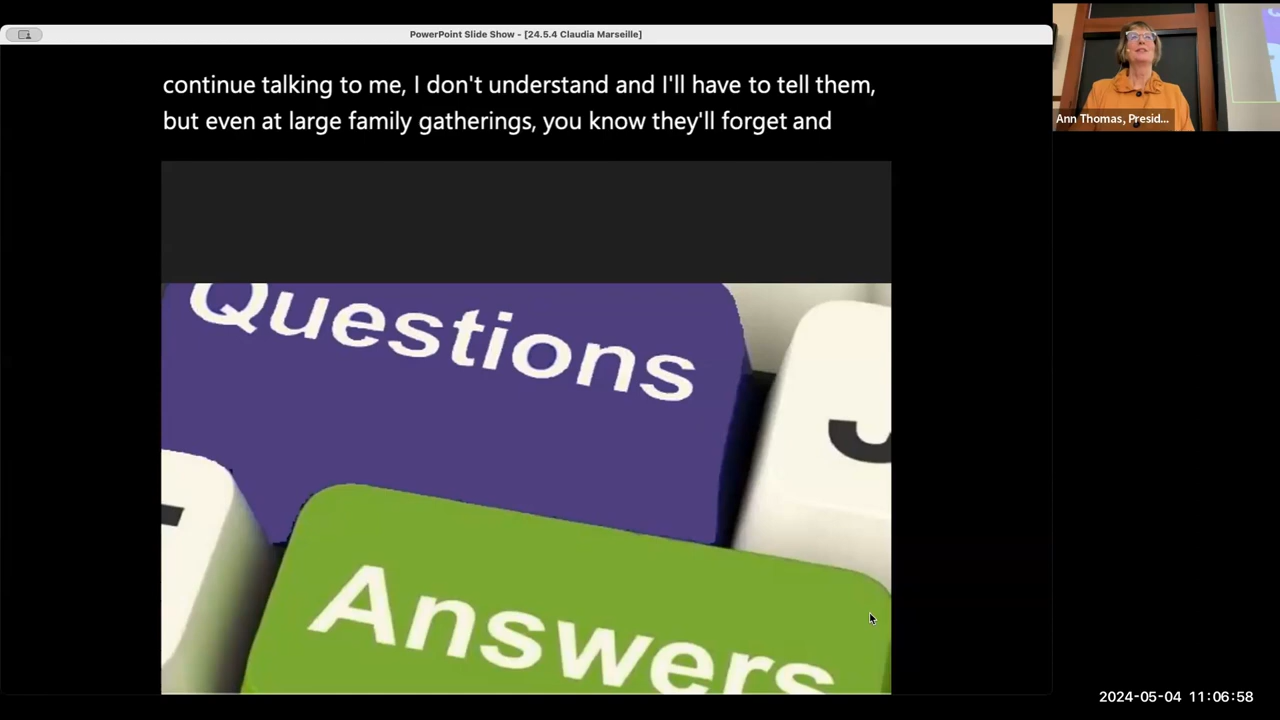 PowerPoint Slide Show - [24.5.4 Claudia Marseille]
continue talking to me, I don't understand and I'll have to tell them,
but even at large family gatherings, you know they'll forget and
Ann Thomas, Presid...
Questions
J
Answers
2024-05-04 11:06:58